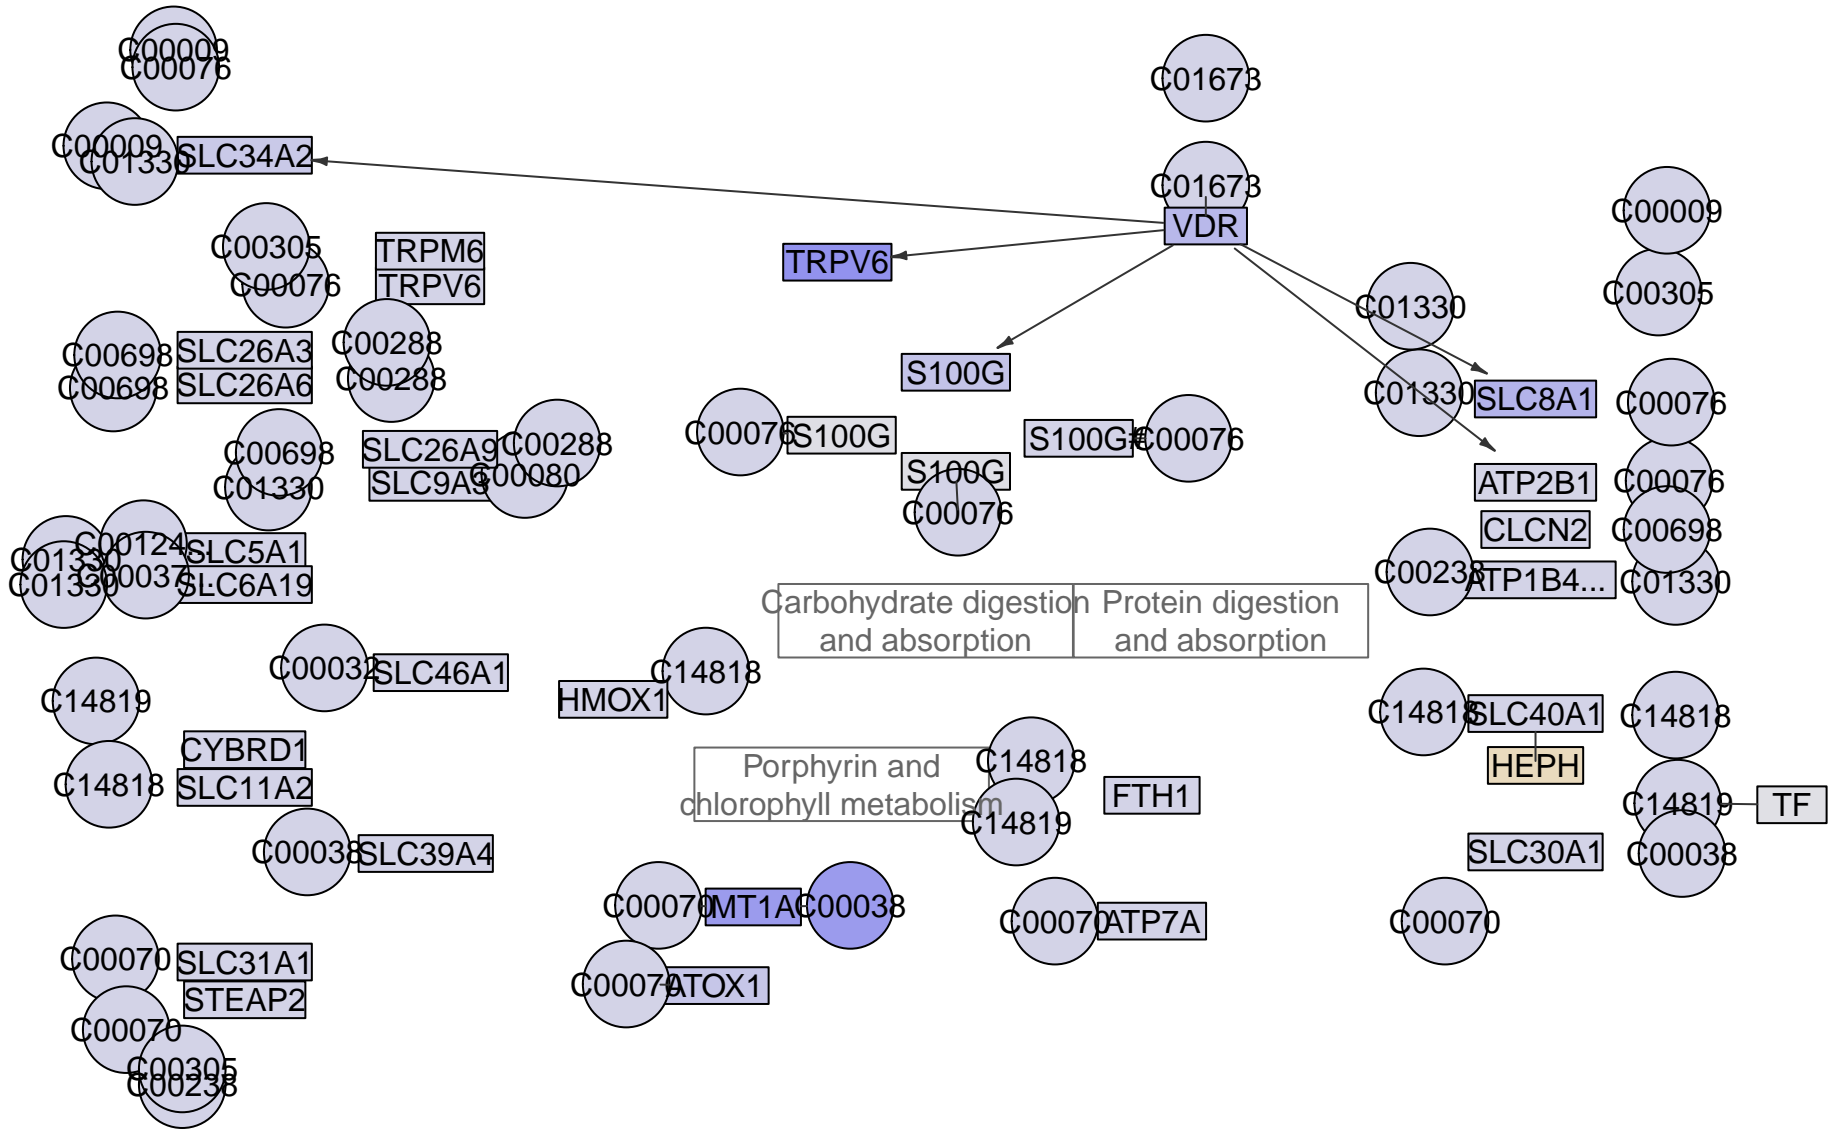 C00009
C00076
C01673
C00009
C01330
SLC34A2
C01673
VDR
C00009
C00305
C00076
TRPM6
TRPV6
TRPV6
C01330
C00305
C00698
C00698
SLC26A3
SLC26A6
C00288
C00288
S100G
C01330
SLC8A1
C00076
C00698
C01330
SLC26A9
SLC9A3
C00288
C00080
C00076
S100G
S100G
C00076
S100G#
C00076
ATP2B1
C00076
CLCN2
C00698
C01330
C01330
C00124...
C00037...
SLC5A1
SLC6A19
C00238
ATP1B4...
C01330
Carbohydrate digestion
and absorption
Protein digestion
and absorption
C00032
SLC46A1
HMOX1
C14818
C14819
C14818
CYBRD1
SLC11A2
C14818
SLC40A1
HEPH
C14818
Porphyrin and
chlorophyll metabolism
C14818
C14819
FTH1
C14819
TF
C00038
SLC39A4
SLC30A1
C00038
C00070
MT1A
C00038
C00070
ATP7A
C00070
C00070
SLC31A1
STEAP2
C00070
ATOX1
C00070
C00305
C00238